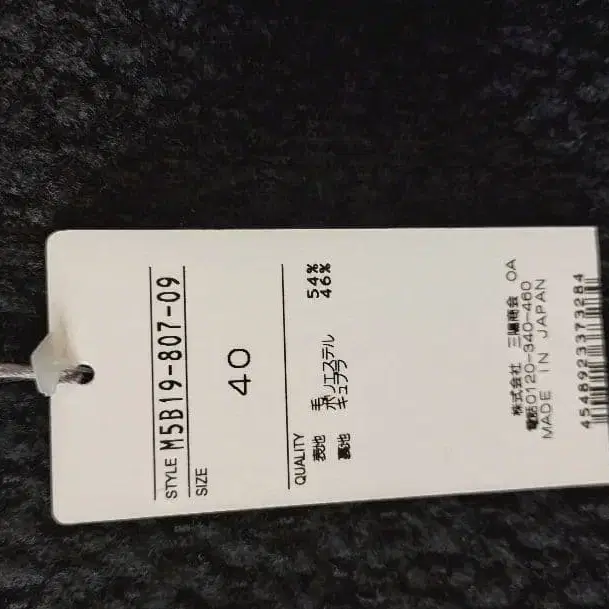 STYLE M5B19-807-09
SIZE
40
QUALITY
表地 毛 54%
ポリエステル 46%
裏地 キュプラ
株式会社 三陽商会 OA
電話0120-340-460
MADE IN JAPAN
4548923373284